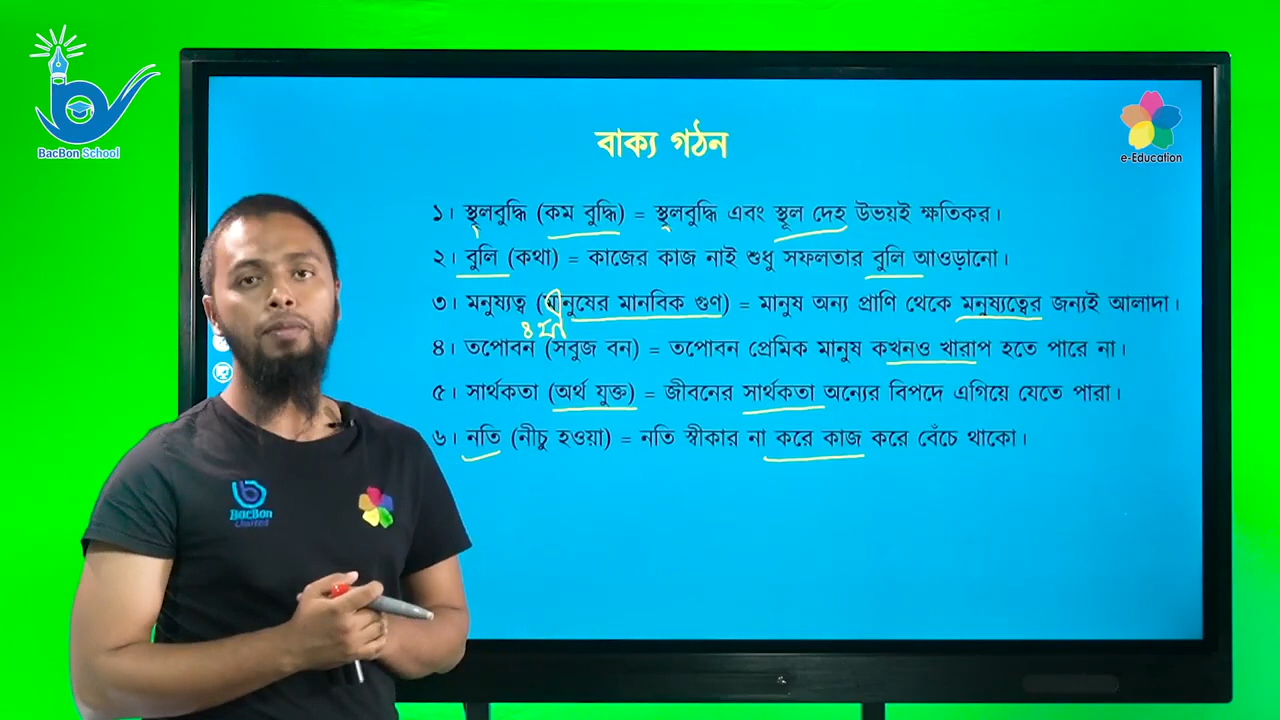 BacBon School
e-Education
বাক্য গঠন
১। স্থূলবুদ্ধি (কম বুদ্ধি) = স্থূলবুদ্ধি এবং স্থূল দেহ উভয়ই ক্ষতিকর।
২। বুলি (কথা) = কাজের কাজ নাই শুধু সফলতার বুলি আওড়ানো।
৩। মনুষ্যত্ব (মানুষের মানবিক গুণ) = মানুষ অন্য প্রাণি থেকে মনুষ্যত্বের জন্যই আলাদা।
৪। তপোবন (সবুজ বন) = তপোবন প্রেমিক মানুষ কখনও খারাপ হতে পারে না।
৫। সার্থকতা (অর্থ যুক্ত) = জীবনের সার্থকতা অন্যের বিপদে এগিয়ে যেতে পারা।
৬। নতি (নীচু হওয়া) = নতি স্বীকার না করে কাজ করে বেঁচে থাকো।
BacBon
Limited